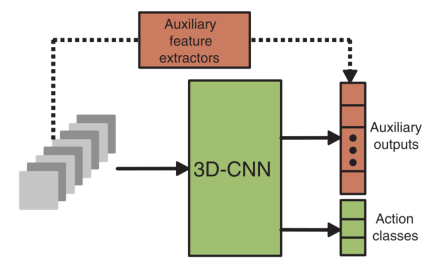 Auxiliary
feature
extractors
3D-CNN
Auxiliary
outputs
Action
classes